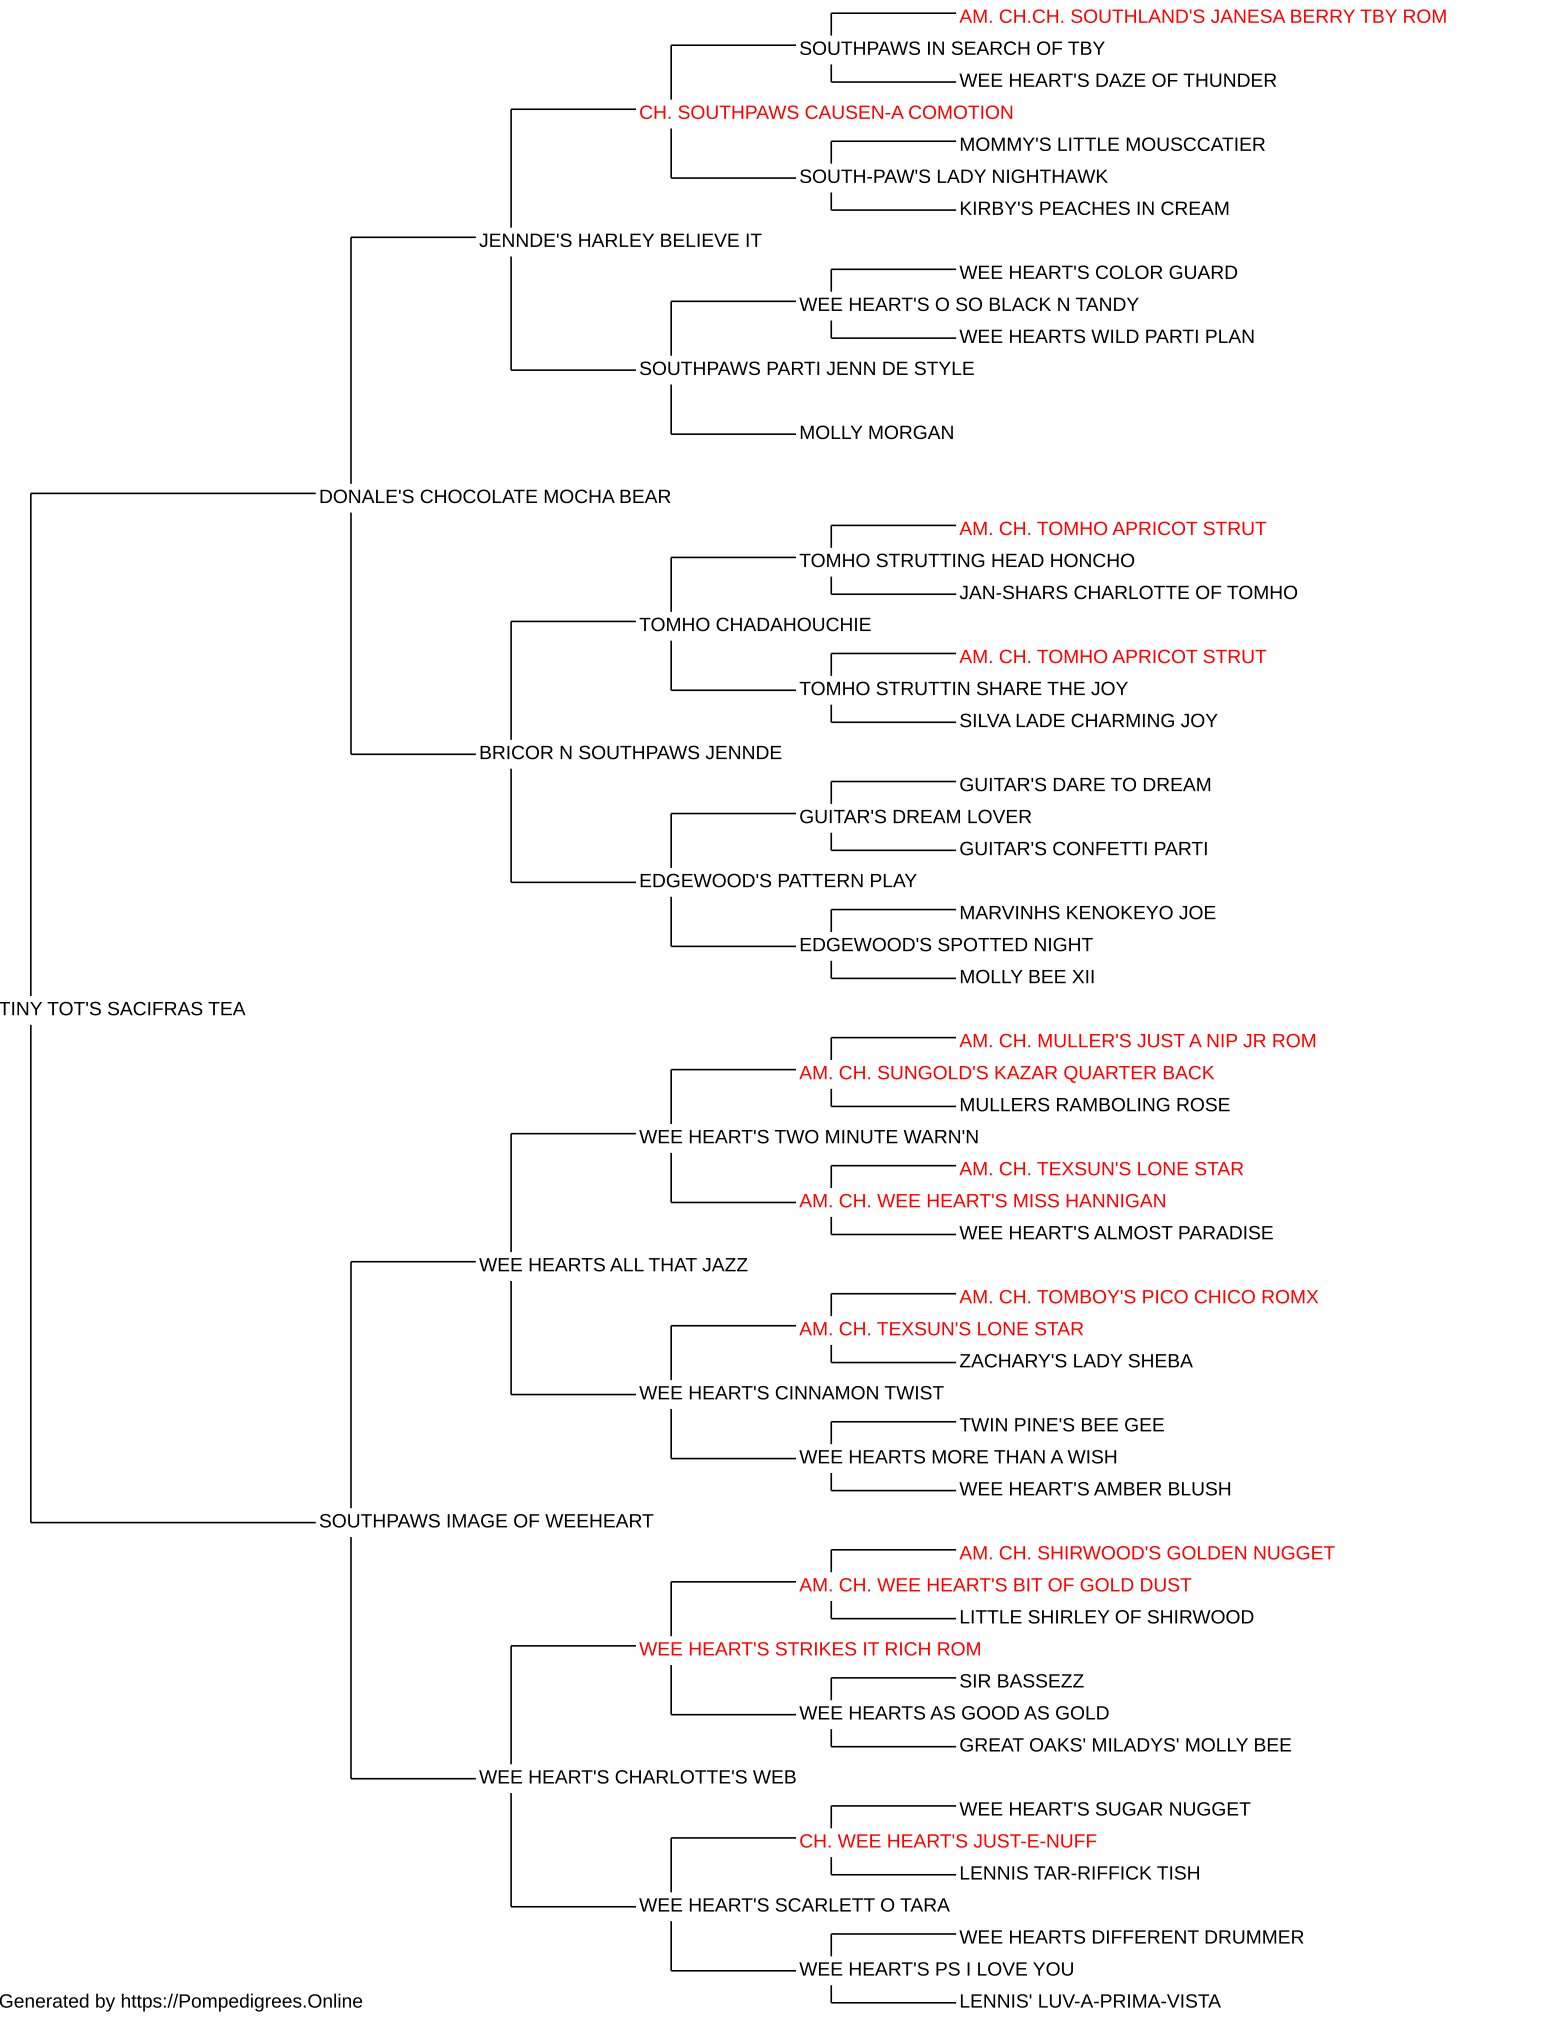 AM. CH.CH. SOUTHLAND'S JANESA BERRY TBY ROM
SOUTHPAWS IN SEARCH OF TBY
WEE HEART'S DAZE OF THUNDER
CH. SOUTHPAWS CAUSEN-A COMOTION
MOMMY'S LITTLE MOUSCCATIER
SOUTH-PAW'S LADY NIGHTHAWK
KIRBY'S PEACHES IN CREAM
JENNDE'S HARLEY BELIEVE IT
WEE HEART'S COLOR GUARD
WEE HEART'S O SO BLACK N TANDY
WEE HEARTS WILD PARTI PLAN
SOUTHPAWS PARTI JENN DE STYLE
MOLLY MORGAN
DONALE'S CHOCOLATE MOCHA BEAR
AM. CH. TOMHO APRICOT STRUT
TOMHO STRUTTING HEAD HONCHO
JAN-SHARS CHARLOTTE OF TOMHO
TOMHO CHADAHOUCHIE
AM. CH. TOMHO APRICOT STRUT
TOMHO STRUTTIN SHARE THE JOY
SILVA LADE CHARMING JOY
BRICOR N SOUTHPAWS JENNDE
GUITAR'S DARE TO DREAM
GUITAR'S DREAM LOVER
GUITAR'S CONFETTI PARTI
EDGEWOOD'S PATTERN PLAY
MARVINHS KENOKEYO JOE
EDGEWOOD'S SPOTTED NIGHT
MOLLY BEE XII
TINY TOT'S SACIFRAS TEA
AM. CH. MULLER'S JUST A NIP JR ROM
AM. CH. SUNGOLD'S KAZAR QUARTER BACK
MULLERS RAMBOLING ROSE
WEE HEART'S TWO MINUTE WARN'N
AM. CH. TEXSUN'S LONE STAR
AM. CH. WEE HEART'S MISS HANNIGAN
WEE HEART'S ALMOST PARADISE
WEE HEARTS ALL THAT JAZZ
AM. CH. TOMBOY'S PICO CHICO ROMX
AM. CH. TEXSUN'S LONE STAR
ZACHARY'S LADY SHEBA
WEE HEART'S CINNAMON TWIST
TWIN PINE'S BEE GEE
WEE HEARTS MORE THAN A WISH
WEE HEART'S AMBER BLUSH
SOUTHPAWS IMAGE OF WEEHEART
AM. CH. SHIRWOOD'S GOLDEN NUGGET
AM. CH. WEE HEART'S BIT OF GOLD DUST
LITTLE SHIRLEY OF SHIRWOOD
WEE HEART'S STRIKES IT RICH ROM
SIR BASSEZZ
WEE HEARTS AS GOOD AS GOLD
GREAT OAKS' MILADYS' MOLLY BEE
WEE HEART'S CHARLOTTE'S WEB
WEE HEART'S SUGAR NUGGET
CH. WEE HEART'S JUST-E-NUFF
LENNIS TAR-RIFFICK TISH
WEE HEART'S SCARLETT O TARA
WEE HEARTS DIFFERENT DRUMMER
WEE HEART'S PS I LOVE YOU
LENNIS' LUV-A-PRIMA-VISTA
Generated by https://Pompedigrees.Online